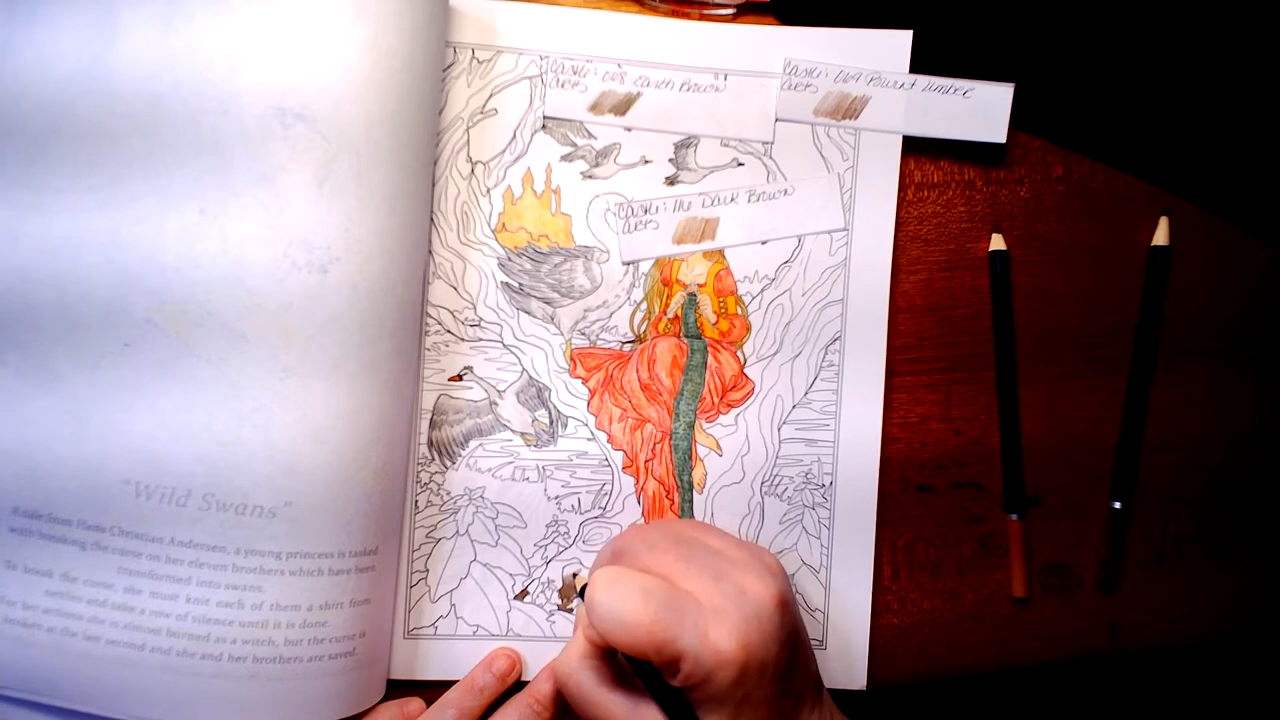 Castle: 068 Earth Brown
Arts
Castle: 069 Burnt Umber
Arts
Castle: 116 Dark Brown
Arts
"Wild Swans"
A tale from Hans Christian Andersen, a young princess is tasked
with breaking the curse on her eleven brothers which have been
transformed into swans.
To break the curse, she must knit each of them a shirt from
nettles and take a vow of silence until it is done.
For her actions she is almost burned as a witch, but the curse is
broken at the last second and she and her brothers are saved.